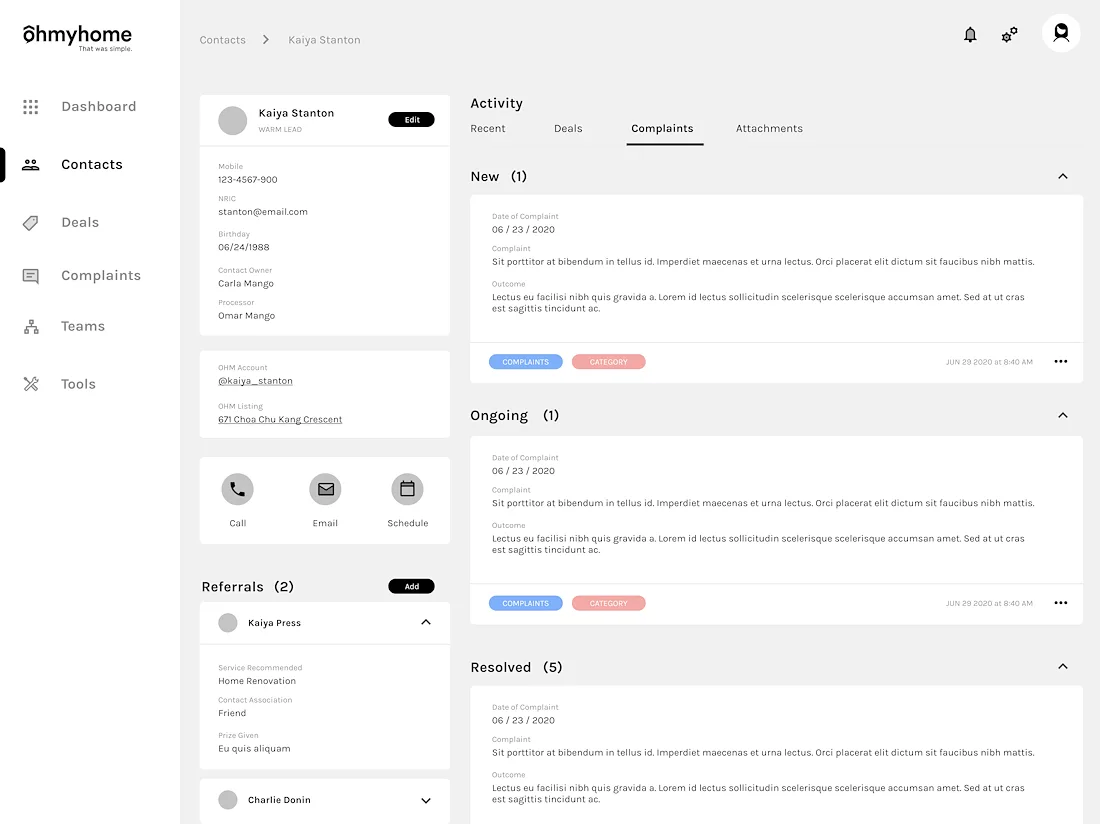 ohmyhome
That was simple.
Dashboard
Contacts
Deals
Complaints
Teams
Tools
Contacts
Kaiya Stanton
Kaiya Stanton
WARM LEAD
Edit
Mobile
123-4567-900
NRIC
stanton@email.com
Birthday
06/24/1988
Contact Owner
Carla Mango
Processor
Omar Mango
OHM Account
@kaiya_stanton
OHM Listing
671 Choa Chu Kang Crescent
Call
Email
Schedule
Referrals (2)
Add
Kaiya Press
Service Recommended
Home Renovation
Contact Association
Friend
Prize Given
Eu quis aliquam
Charlie Donin
Activity
Recent
Deals
Complaints
Attachments
New (1)
Date of Complaint
06 / 23 / 2020
Complaint
Sit porttitor at bibendum in tellus id. Imperdiet maecenas et urna lectus. Orci placerat elit dictum sit faucibus nibh mattis.
Outcome
Lectus eu facilisi nibh quis gravida a. Lorem id lectus sollicitudin scelerisque scelerisque accumsan amet. Sed at ut cras
est sagittis tincidunt ac.
COMPLAINTS
CATEGORY
JUN 29 2020 at 8:40 AM
Ongoing (1)
Date of Complaint
06 / 23 / 2020
Complaint
Sit porttitor at bibendum in tellus id. Imperdiet maecenas et urna lectus. Orci placerat elit dictum sit faucibus nibh mattis.
Outcome
Lectus eu facilisi nibh quis gravida a. Lorem id lectus sollicitudin scelerisque scelerisque accumsan amet. Sed at ut cras
est sagittis tincidunt ac.
COMPLAINTS
CATEGORY
JUN 29 2020 at 8:40 AM
Resolved (5)
Date of Complaint
06 / 23 / 2020
Complaint
Sit porttitor at bibendum in tellus id. Imperdiet maecenas et urna lectus. Orci placerat elit dictum sit faucibus nibh mattis.
Outcome
Lectus eu facilisi nibh quis gravida a. Lorem id lectus sollicitudin scelerisque scelerisque accumsan amet. Sed at ut cras
est sagittis tincidunt ac.